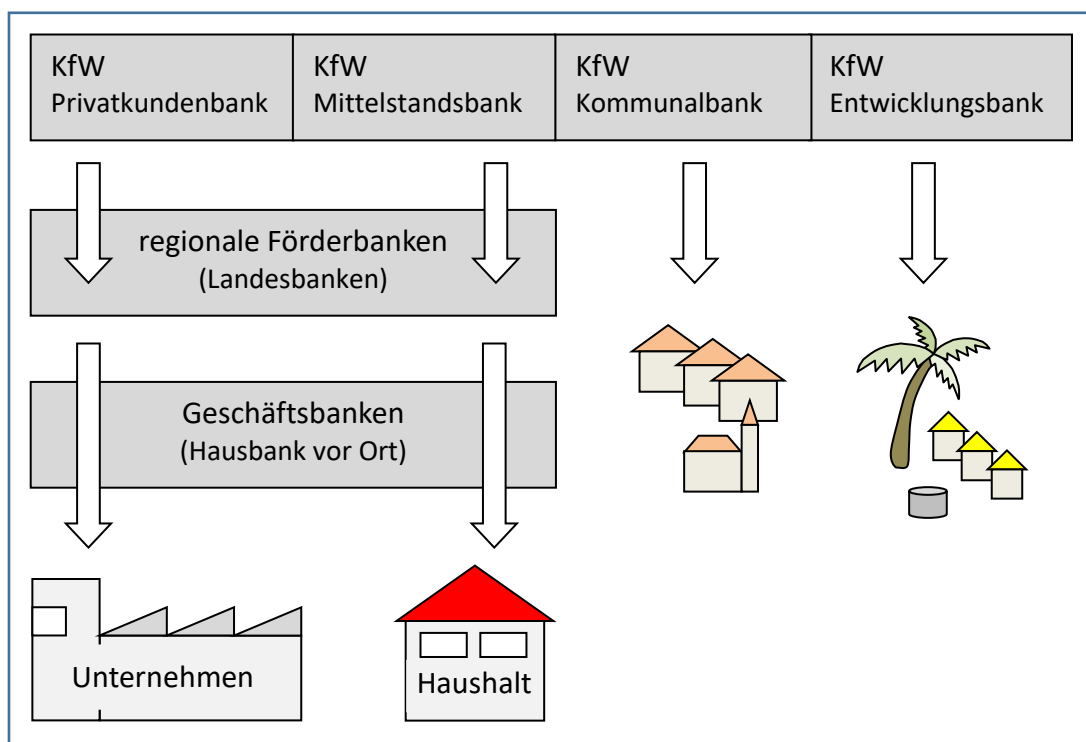 KfW
Privatkundenbank
KfW
Mittelstandsbank
KfW
Kommunalbank
KfW
Entwicklungsbank
regionale Förderbanken
(Landesbanken)
Geschäftsbanken
(Hausbank vor Ort)
Unternehmen
Haushalt